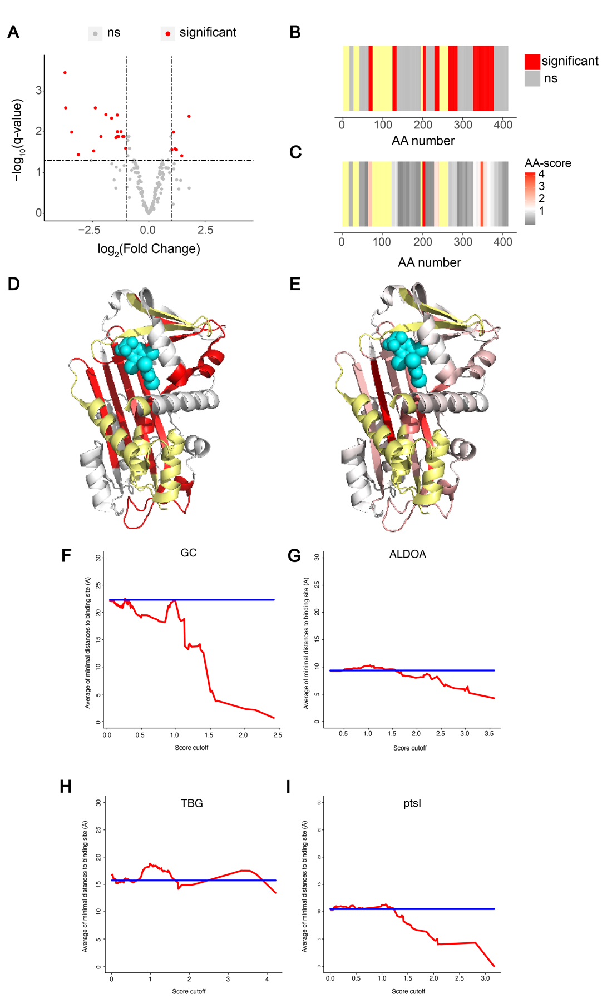 A
ns
significant
−log10(q-value)
3
2
1
0
−2.5
0.0
2.5
log2(Fold Change)
B
significant
ns
0
100
200
300
400
AA number
C
AA-score
4
3
2
1
0
100
200
300
400
AA number
D
E
F
GC
Average of minimal distances to binding site (A)
0
5
10
15
20
25
30
0.0
0.5
1.0
1.5
2.0
2.5
Score cutoff
G
ALDOA
Average of minimal distances to binding site (A)
0
5
10
15
20
25
30
0.5
1.0
1.5
2.0
2.5
3.0
3.5
Score cutoff
H
TBG
Average of minimal distances to binding site (A)
0
5
10
15
20
25
30
0
1
2
3
4
Score cutoff
I
ptsI
Average of minimal distances to binding site (A)
0
5
10
15
20
25
30
0.0
0.5
1.0
1.5
2.0
2.5
3.0
Score cutoff